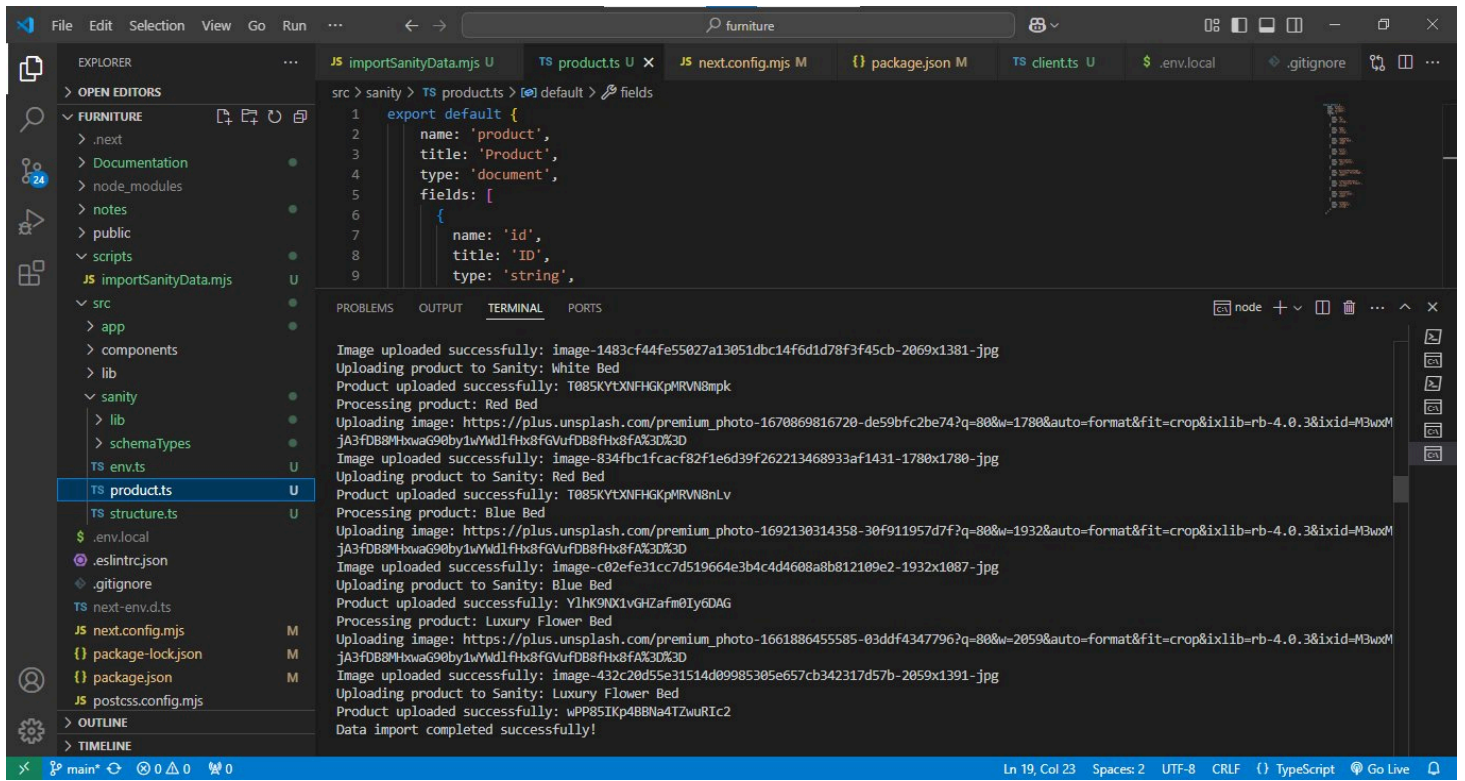 File Edit Selection View Go Run ... furniture
EXPLORER ...
OPEN EDITORS
FURNITURE
.next
Documentation
node_modules
notes
public
scripts
JS importSanityData.mjs U
src
app
components
lib
sanity
lib
schemaTypes
TS env.ts U
TS product.ts U
TS structure.ts U
$ .env.local
.eslintrc.json
.gitignore
TS next-env.d.ts
JS next.config.mjs M
{} package-lock.json M
{} package.json M
JS postcss.config.mjs
OUTLINE
TIMELINE
24
JS importSanityData.mjs U TS product.ts U JS next.config.mjs M {} package.json M TS client.ts U $ .env.local .gitignore ...
src > sanity > TS product.ts > default > fields
1 export default {
2 name: 'product',
3 title: 'Product',
4 type: 'document',
5 fields: [
6 {
7 name: 'id',
8 title: 'ID',
9 type: 'string',
PROBLEMS OUTPUT TERMINAL PORTS node ...
Image uploaded successfully: image-1483cf44fe55027a13051dbc14f6d1d78f3f45cb-2069x1381-jpg
Uploading product to Sanity: White Bed
Product uploaded successfully: T085KYtXNFHGKpMRVN8mpk
Processing product: Red Bed
Uploading image: https://plus.unsplash.com/premium_photo-1670869816720-de59bfc2be74?q=80&w=1780&auto=format&fit=crop&ixlib=rb-4.0.3&ixid=M3wxM
jA3fDB8MHxwaG90by1wYWdlfHx8fGVufDB8fHx8fA%3D%3D
Image uploaded successfully: image-834fbc1fcacf82f1e6d39f262213468933af1431-1780x1780-jpg
Uploading product to Sanity: Red Bed
Product uploaded successfully: T085KYtXNFHGKpMRVN8nLv
Processing product: Blue Bed
Uploading image: https://plus.unsplash.com/premium_photo-1692130314358-30f911957d7f?q=80&w=1932&auto=format&fit=crop&ixlib=rb-4.0.3&ixid=M3wxM
jA3fDB8MHxwaG90by1wYWdlfHx8fGVufDB8fHx8fA%3D%3D
Image uploaded successfully: image-c02efe31cc7d519664e3b4c4d4608a8b812109e2-1932x1087-jpg
Uploading product to Sanity: Blue Bed
Product uploaded successfully: YlhK9NX1vGHZafm0Iy6DAG
Processing product: Luxury Flower Bed
Uploading image: https://plus.unsplash.com/premium_photo-1661886455585-03ddf4347796?q=80&w=2059&auto=format&fit=crop&ixlib=rb-4.0.3&ixid=M3wxM
jA3fDB8MHxwaG90by1wYWdlfHx8fGVufDB8fHx8fA%3D%3D
Image uploaded successfully: image-432c20d55e31514d09985305e657cb342317d57b-2059x1391-jpg
Uploading product to Sanity: Luxury Flower Bed
Product uploaded successfully: wPP85IKp4BBNa4TZwuRIc2
Data import completed successfully!
main* 0 0 0 Ln 19, Col 23 Spaces: 2 UTF-8 CRLF {} TypeScript Go Live